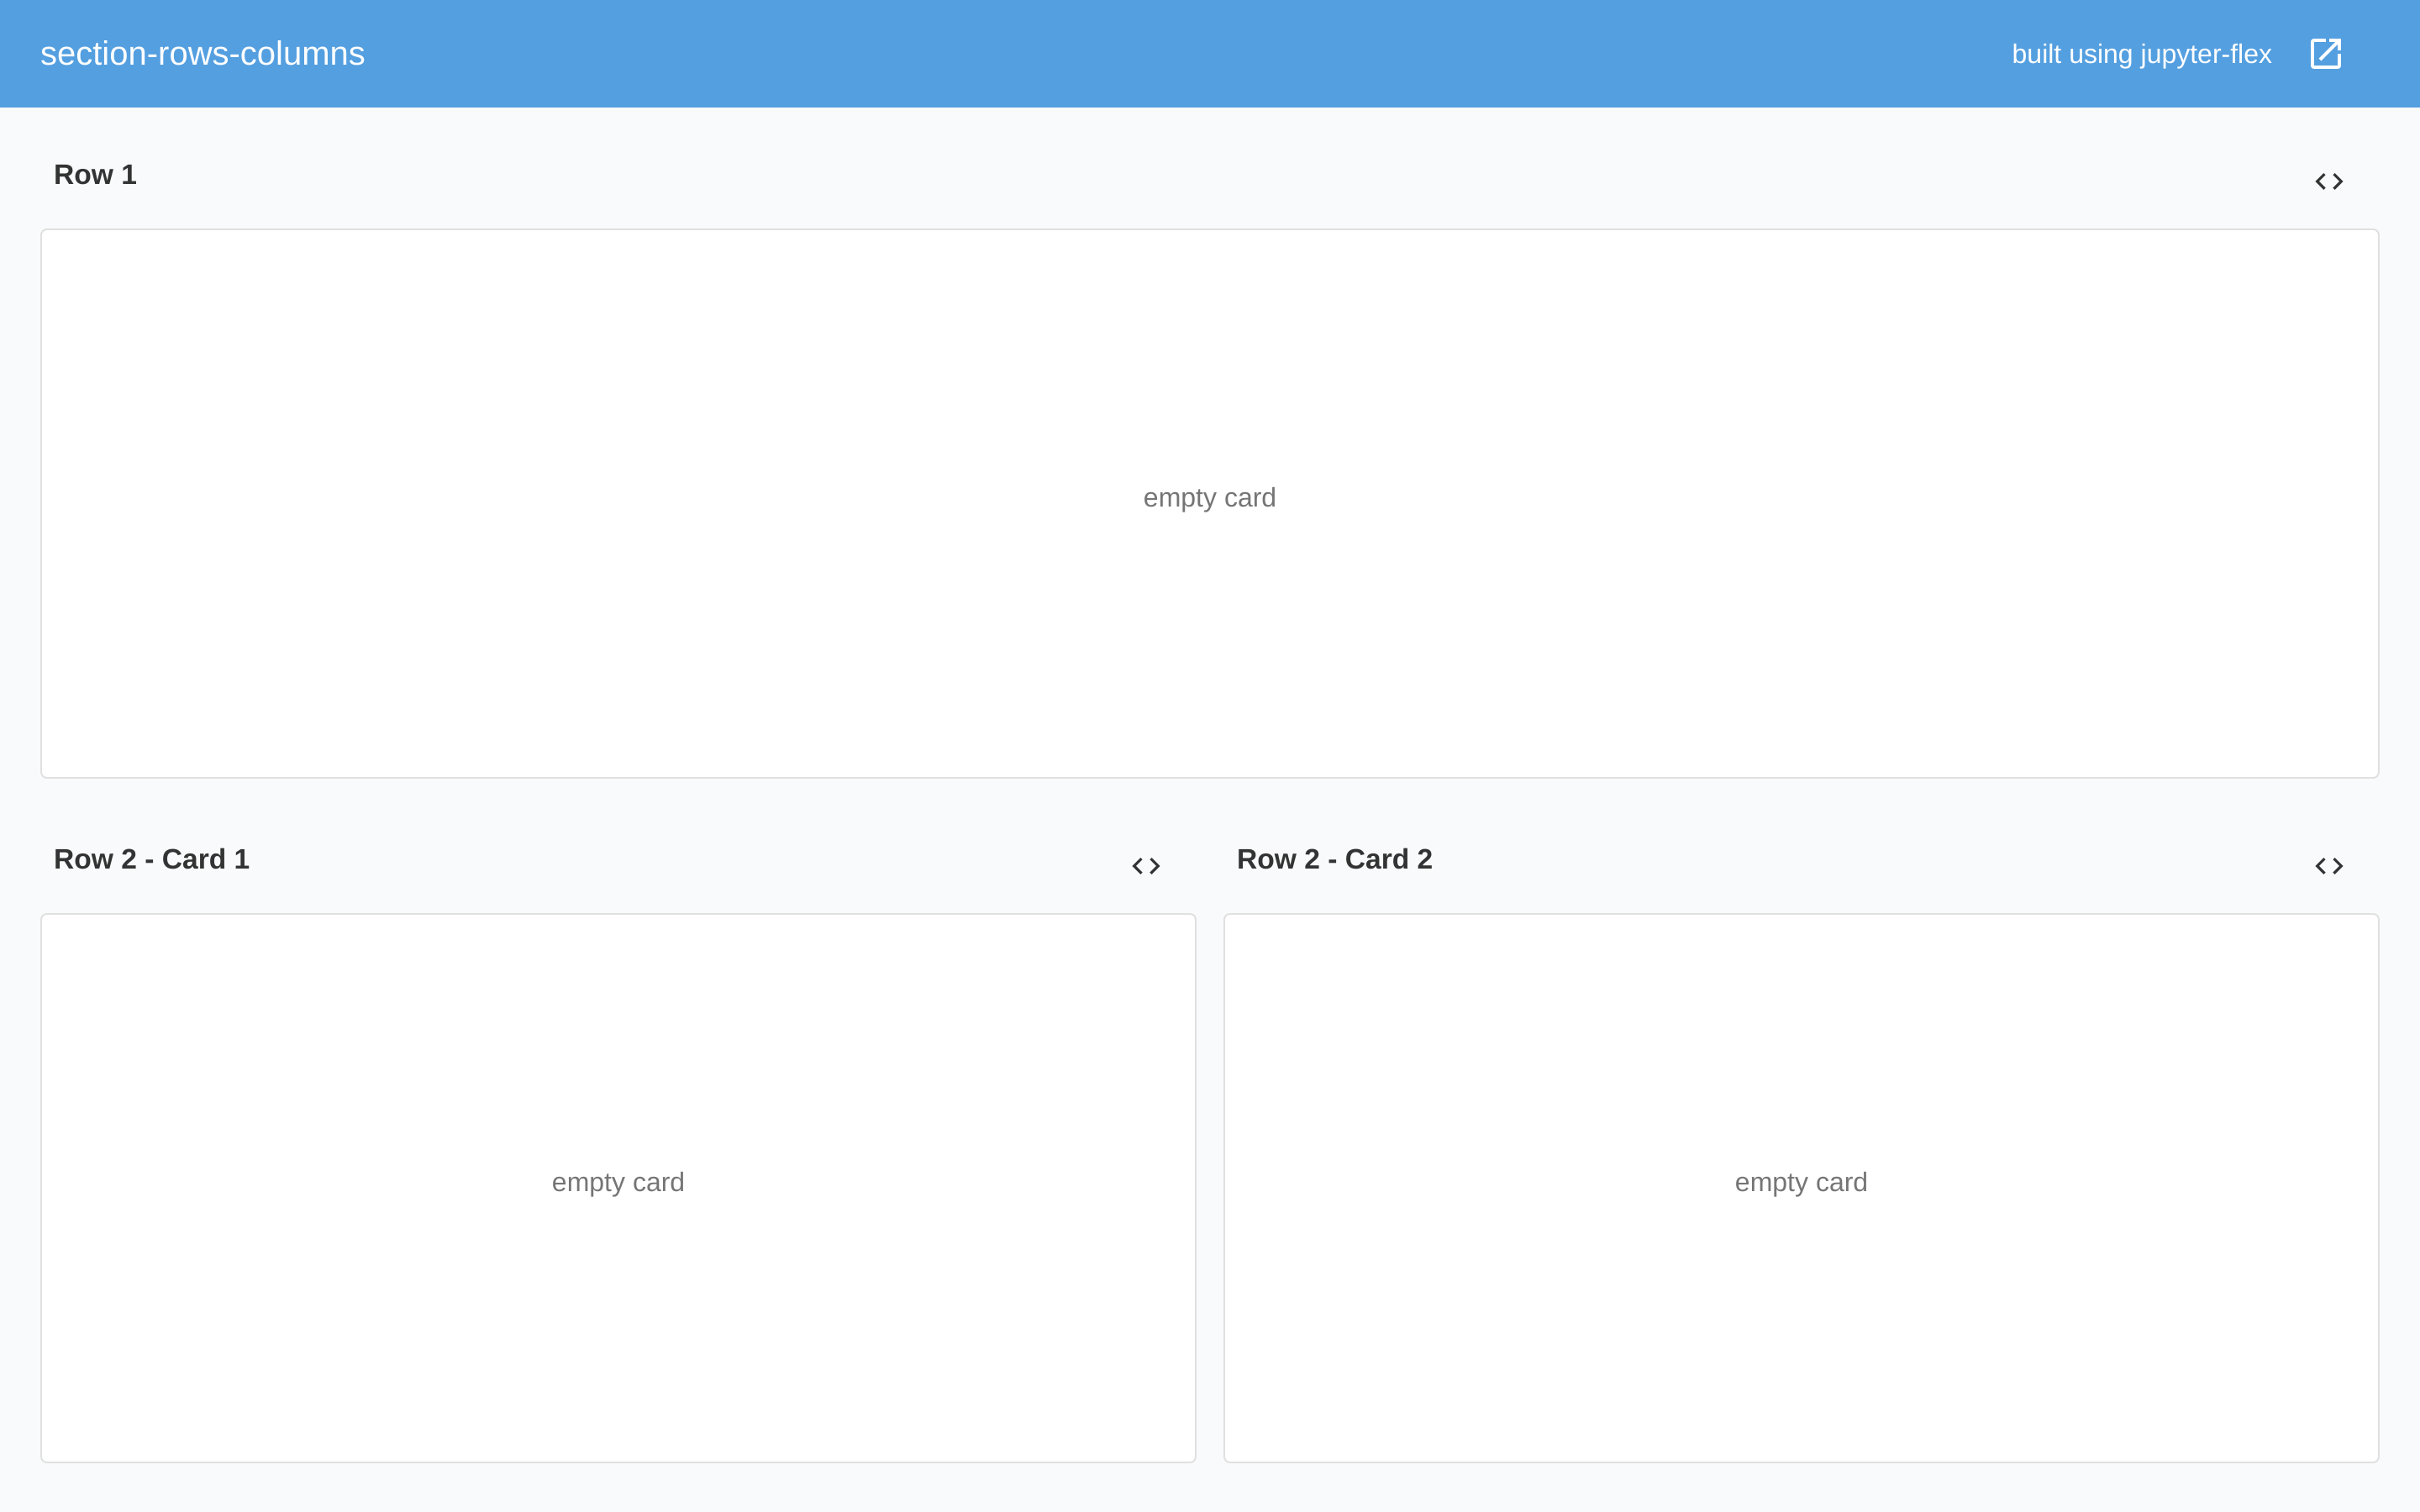 section-rows-columns
built using jupyter-flex
Row 1
empty card
Row 2 - Card 1
Row 2 - Card 2
empty card
empty card